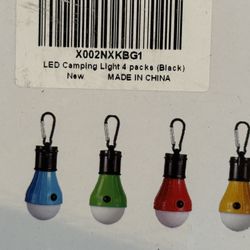 X002NXKBG1
LED Camping Light 4 packs (Black)
New MADE IN CHINA